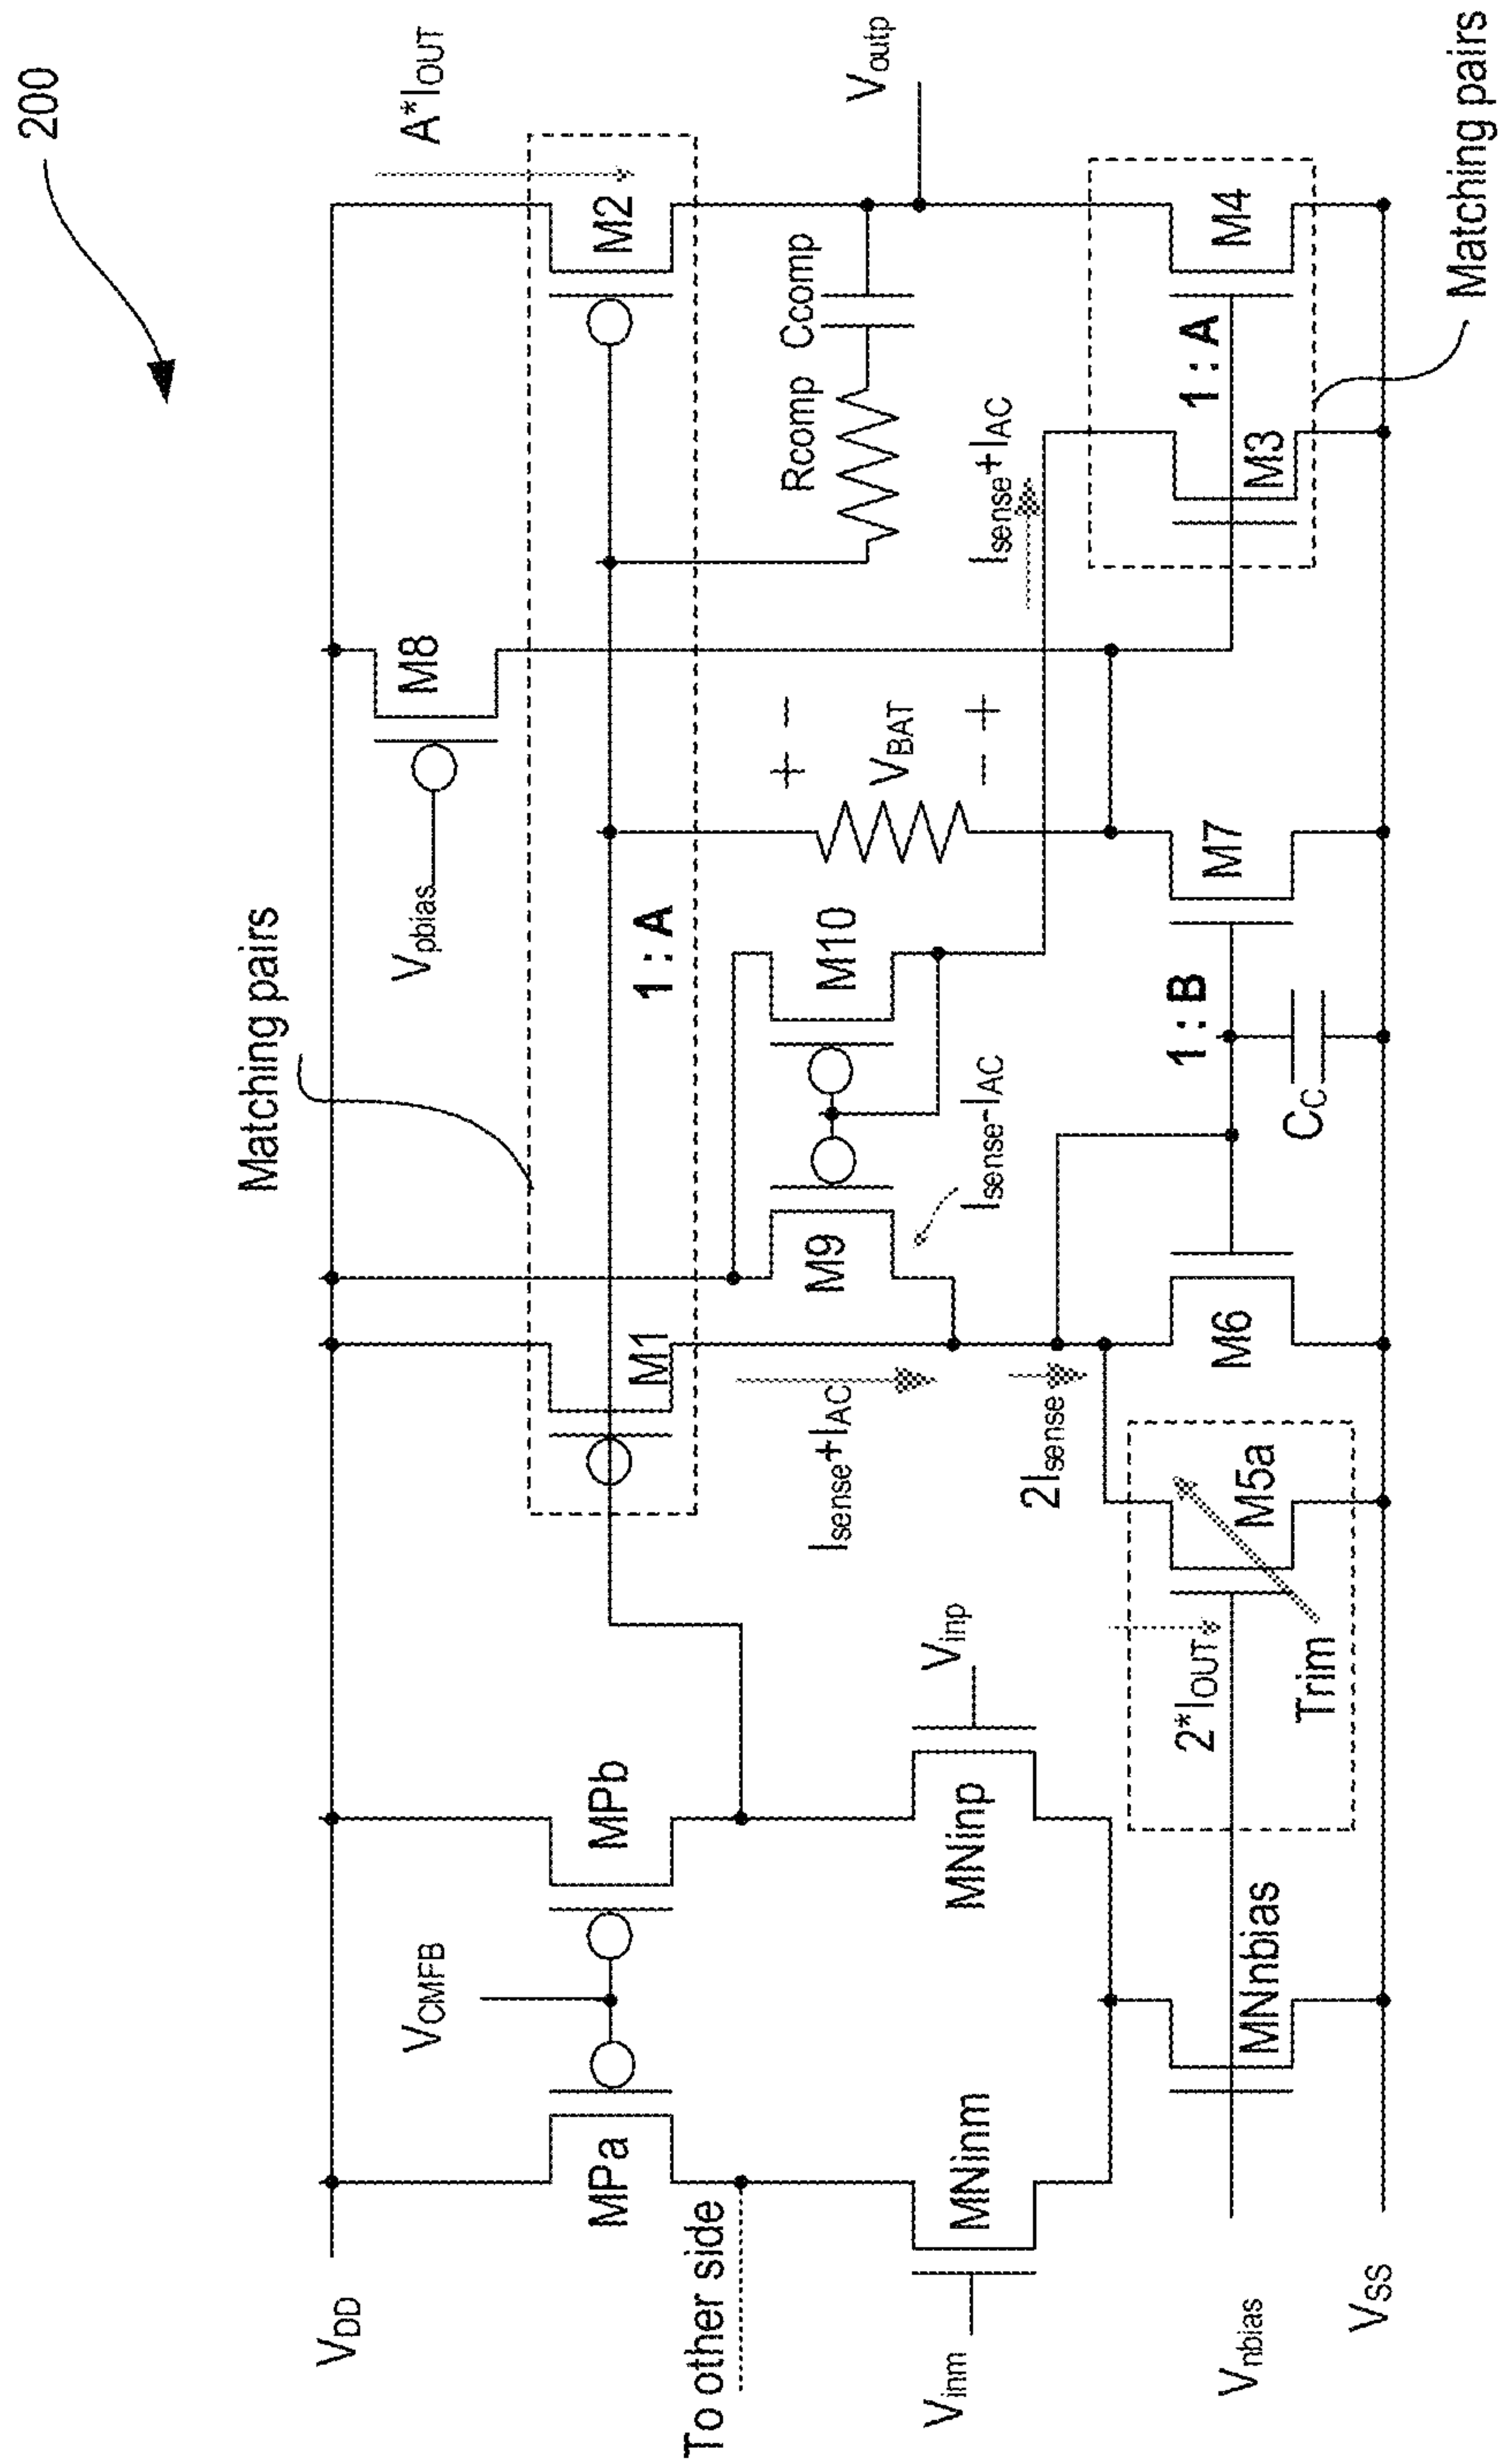 200
Matching pairs
A*IOUT
VDD
VCMFB
Vpbias
M8
MPa
MPb
M1
1 : A
M2
To other side
Isense+IAC
M9
M10
+ -
VBAT
- +
Rcomp
Ccomp
Voutp
Vinm
MNinm
MNinp
Vinp
Isense-IAC
Isense+IAC
2Isense
2*IOUT
1 : B
1 : A
Vnbias
MNnbias
M5a
Trim
M6
CC
M7
M3
M4
VSS
Matching pairs